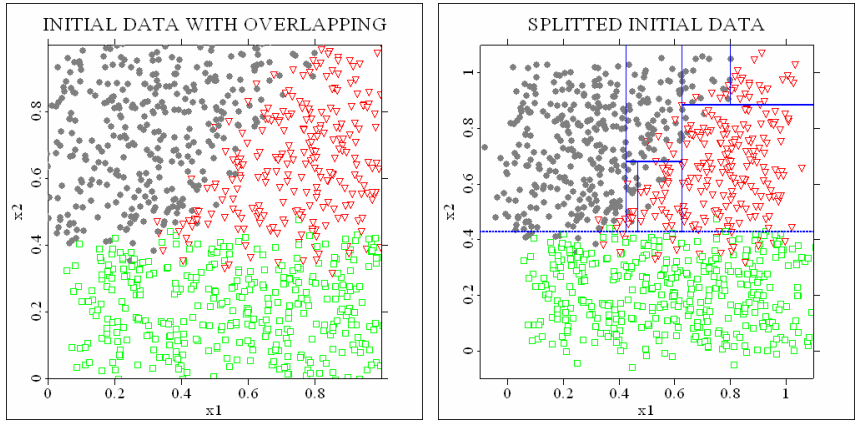 INITIAL DATA WITH OVERLAPPING
x2
0.8
0.6
0.4
0.2
0
0 0.2 0.4 0.6 0.8
x1
SPLITTED INITIAL DATA
x2
1
0.8
0.6
0.4
0.2
0
0 0.2 0.4 0.6 0.8 1
x1